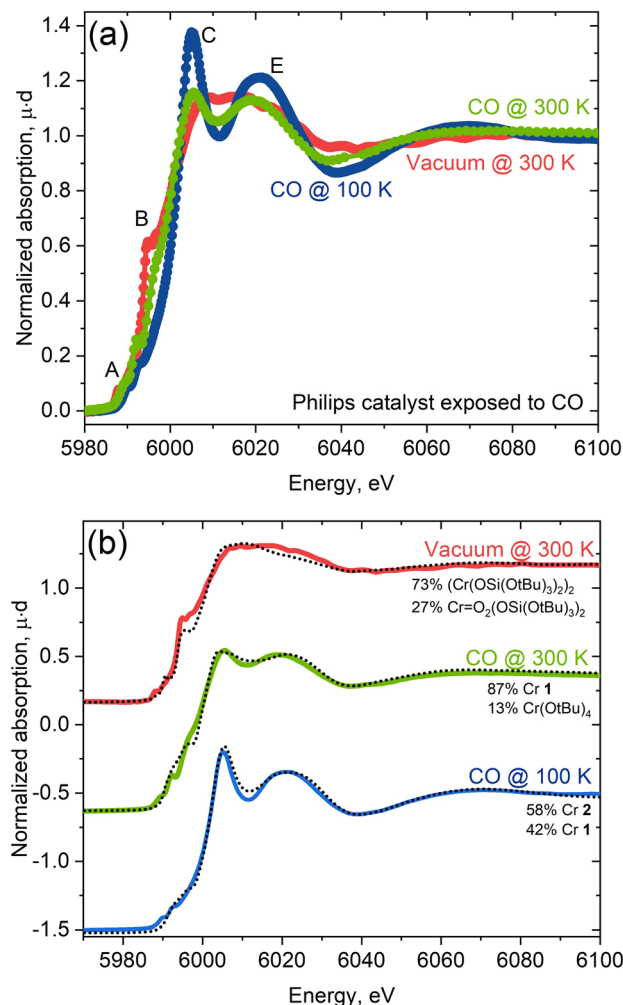 (a)
C
E
B
A
CO @ 300 K
Vacuum @ 300 K
CO @ 100 K
Philips catalyst exposed to CO
Normalized absorption, μ·d
1.4
1.2
1.0
0.8
0.6
0.4
0.2
0.0
5980 6000 6020 6040 6060 6080 6100
Energy, eV
(b)
Vacuum @ 300 K
73% (Cr(OSi(OtBu)3)2)2
27% Cr=O2(OSi(OtBu)3)2
CO @ 300 K
87% Cr 1
13% Cr(OtBu)4
CO @ 100 K
58% Cr 2
42% Cr 1
Normalized absorption, μ·d
1.0
0.0
-0.5
-1.0
-1.5
5980 6000 6020 6040 6060 6080 6100
Energy, eV